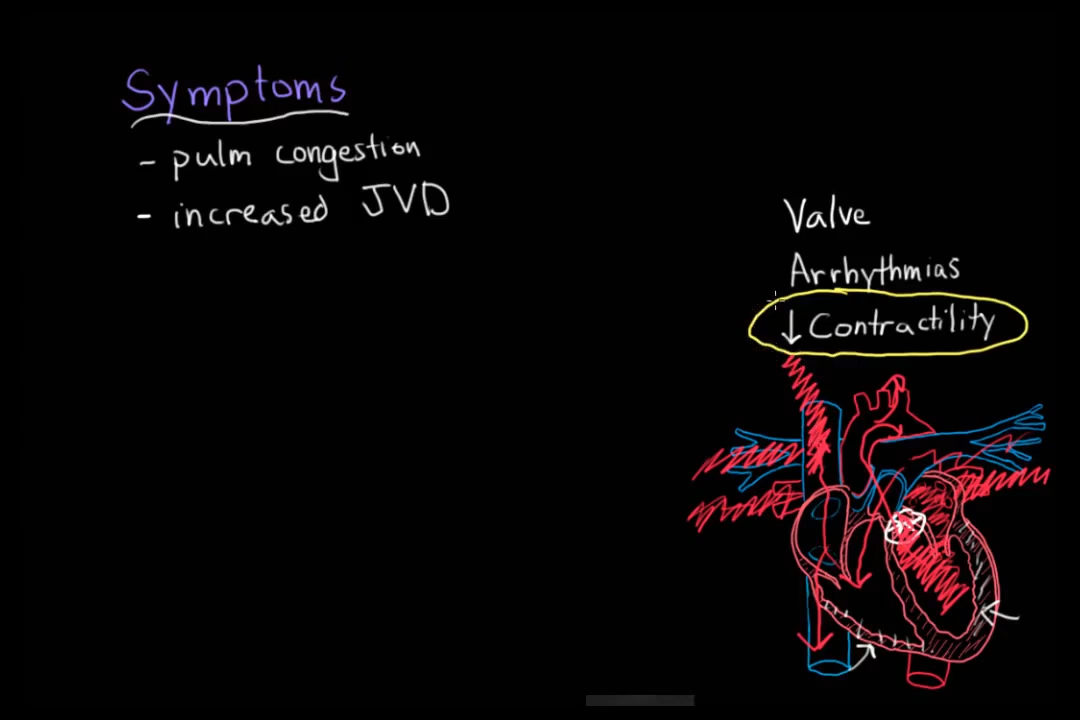 Symptoms
- pulm congestion
- increased JVD
Valve
Arrhythmias
↓ Contractility